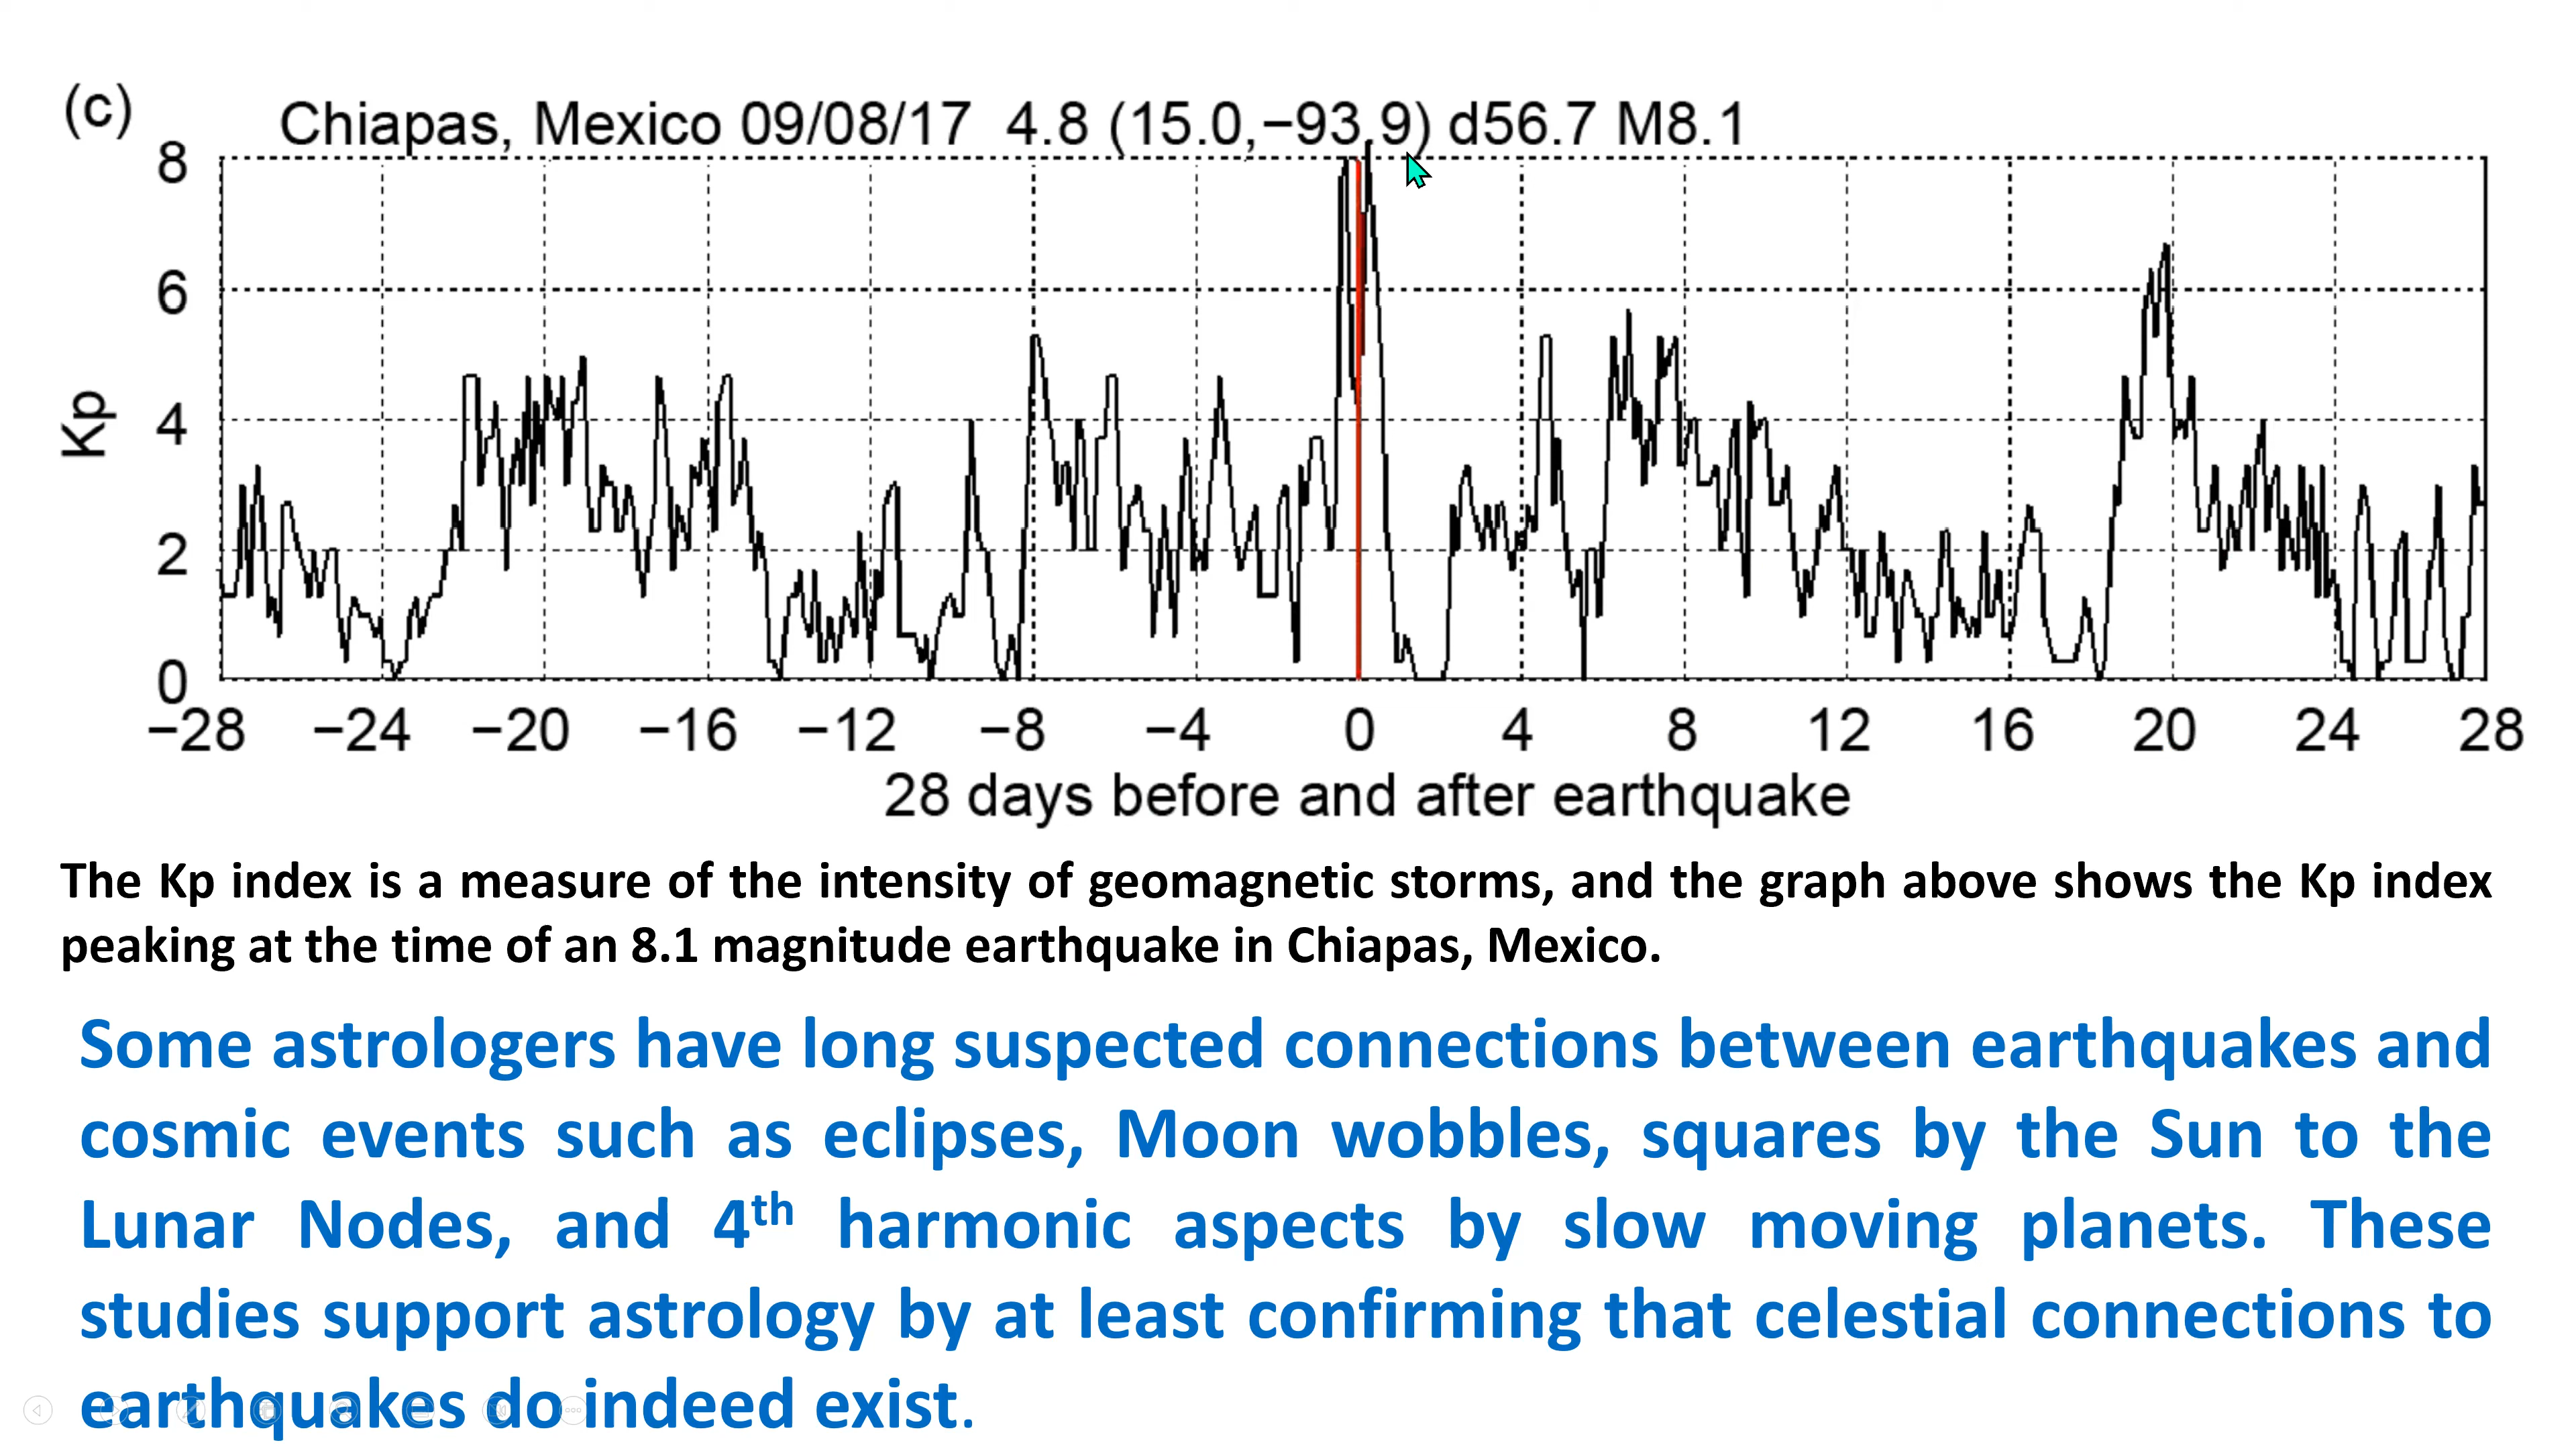 (c)
Chiapas, Mexico 09/08/17 4.8 (15.0,−93.9) d56.7 M8.1
8
6
4
2
0
Kp
−28 −24 −20 −16 −12 −8 −4 0 4 8 12 16 20 24 28
28 days before and after earthquake
The Kp index is a measure of the intensity of geomagnetic storms, and the graph above shows the Kp index
peaking at the time of an 8.1 magnitude earthquake in Chiapas, Mexico.
Some astrologers have long suspected connections between earthquakes and
cosmic events such as eclipses, Moon wobbles, squares by the Sun to the
Lunar Nodes, and 4th harmonic aspects by slow moving planets. These
studies support astrology by at least confirming that celestial connections to
earthquakes do indeed exist.